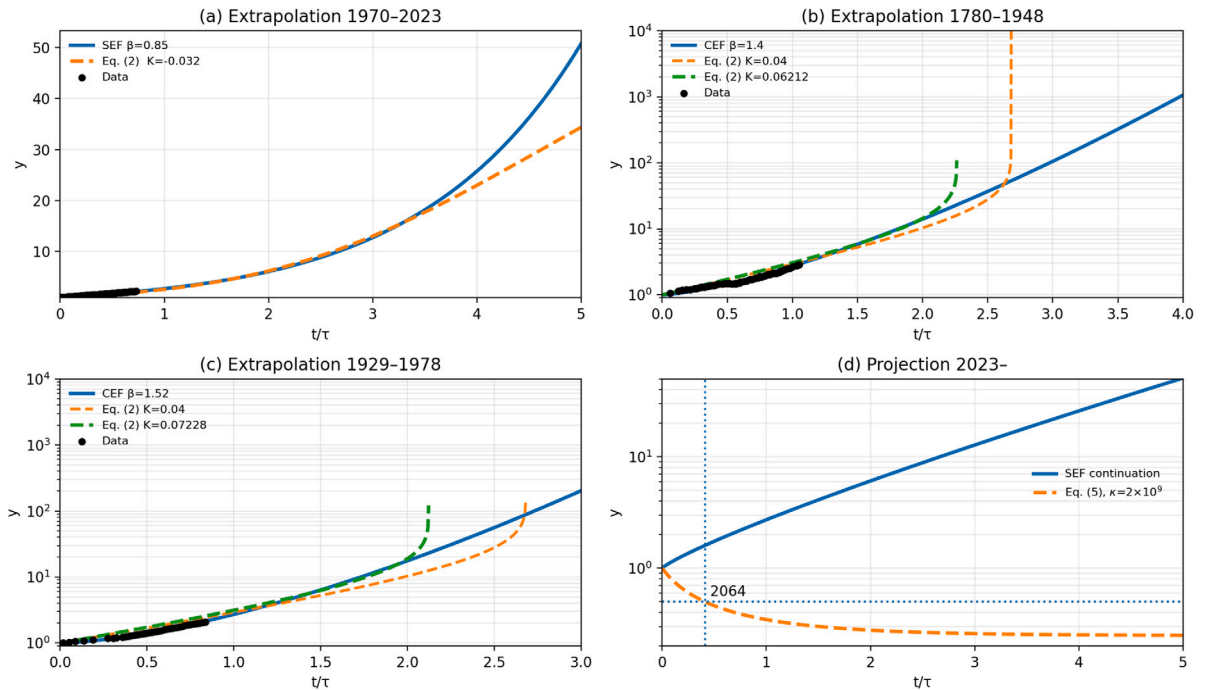 (a) Extrapolation 1970–2023
SEF β=0.85
Eq. (2)  K=-0.032
Data
50
40
30
20
10
y
0
1
2
3
4
5
t/τ
(b) Extrapolation 1780–1948
CEF β=1.4
Eq. (2) K=0.04
Eq. (2) K=0.06212
Data
10⁴
10³
10²
10¹
10⁰
y
0.0
0.5
1.0
1.5
2.0
2.5
3.0
3.5
4.0
t/τ
(c) Extrapolation 1929–1978
CEF β=1.52
Eq. (2) K=0.04
Eq. (2) K=0.07228
Data
10⁴
10³
10²
10¹
10⁰
y
0.0
0.5
1.0
1.5
2.0
2.5
3.0
t/τ
(d) Projection 2023–
SEF continuation
Eq. (5), κ=2×10⁹
2064
10¹
10⁰
y
0
1
2
3
4
5
t/τ